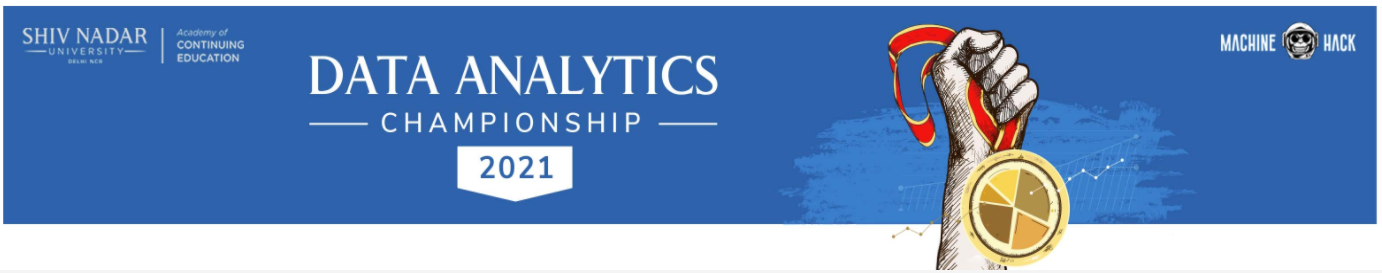 SHIV NADAR
UNIVERSITY
DELHI NCR
Academy of
CONTINUING
EDUCATION
DATA ANALYTICS
CHAMPIONSHIP
2021
MACHINE HACK